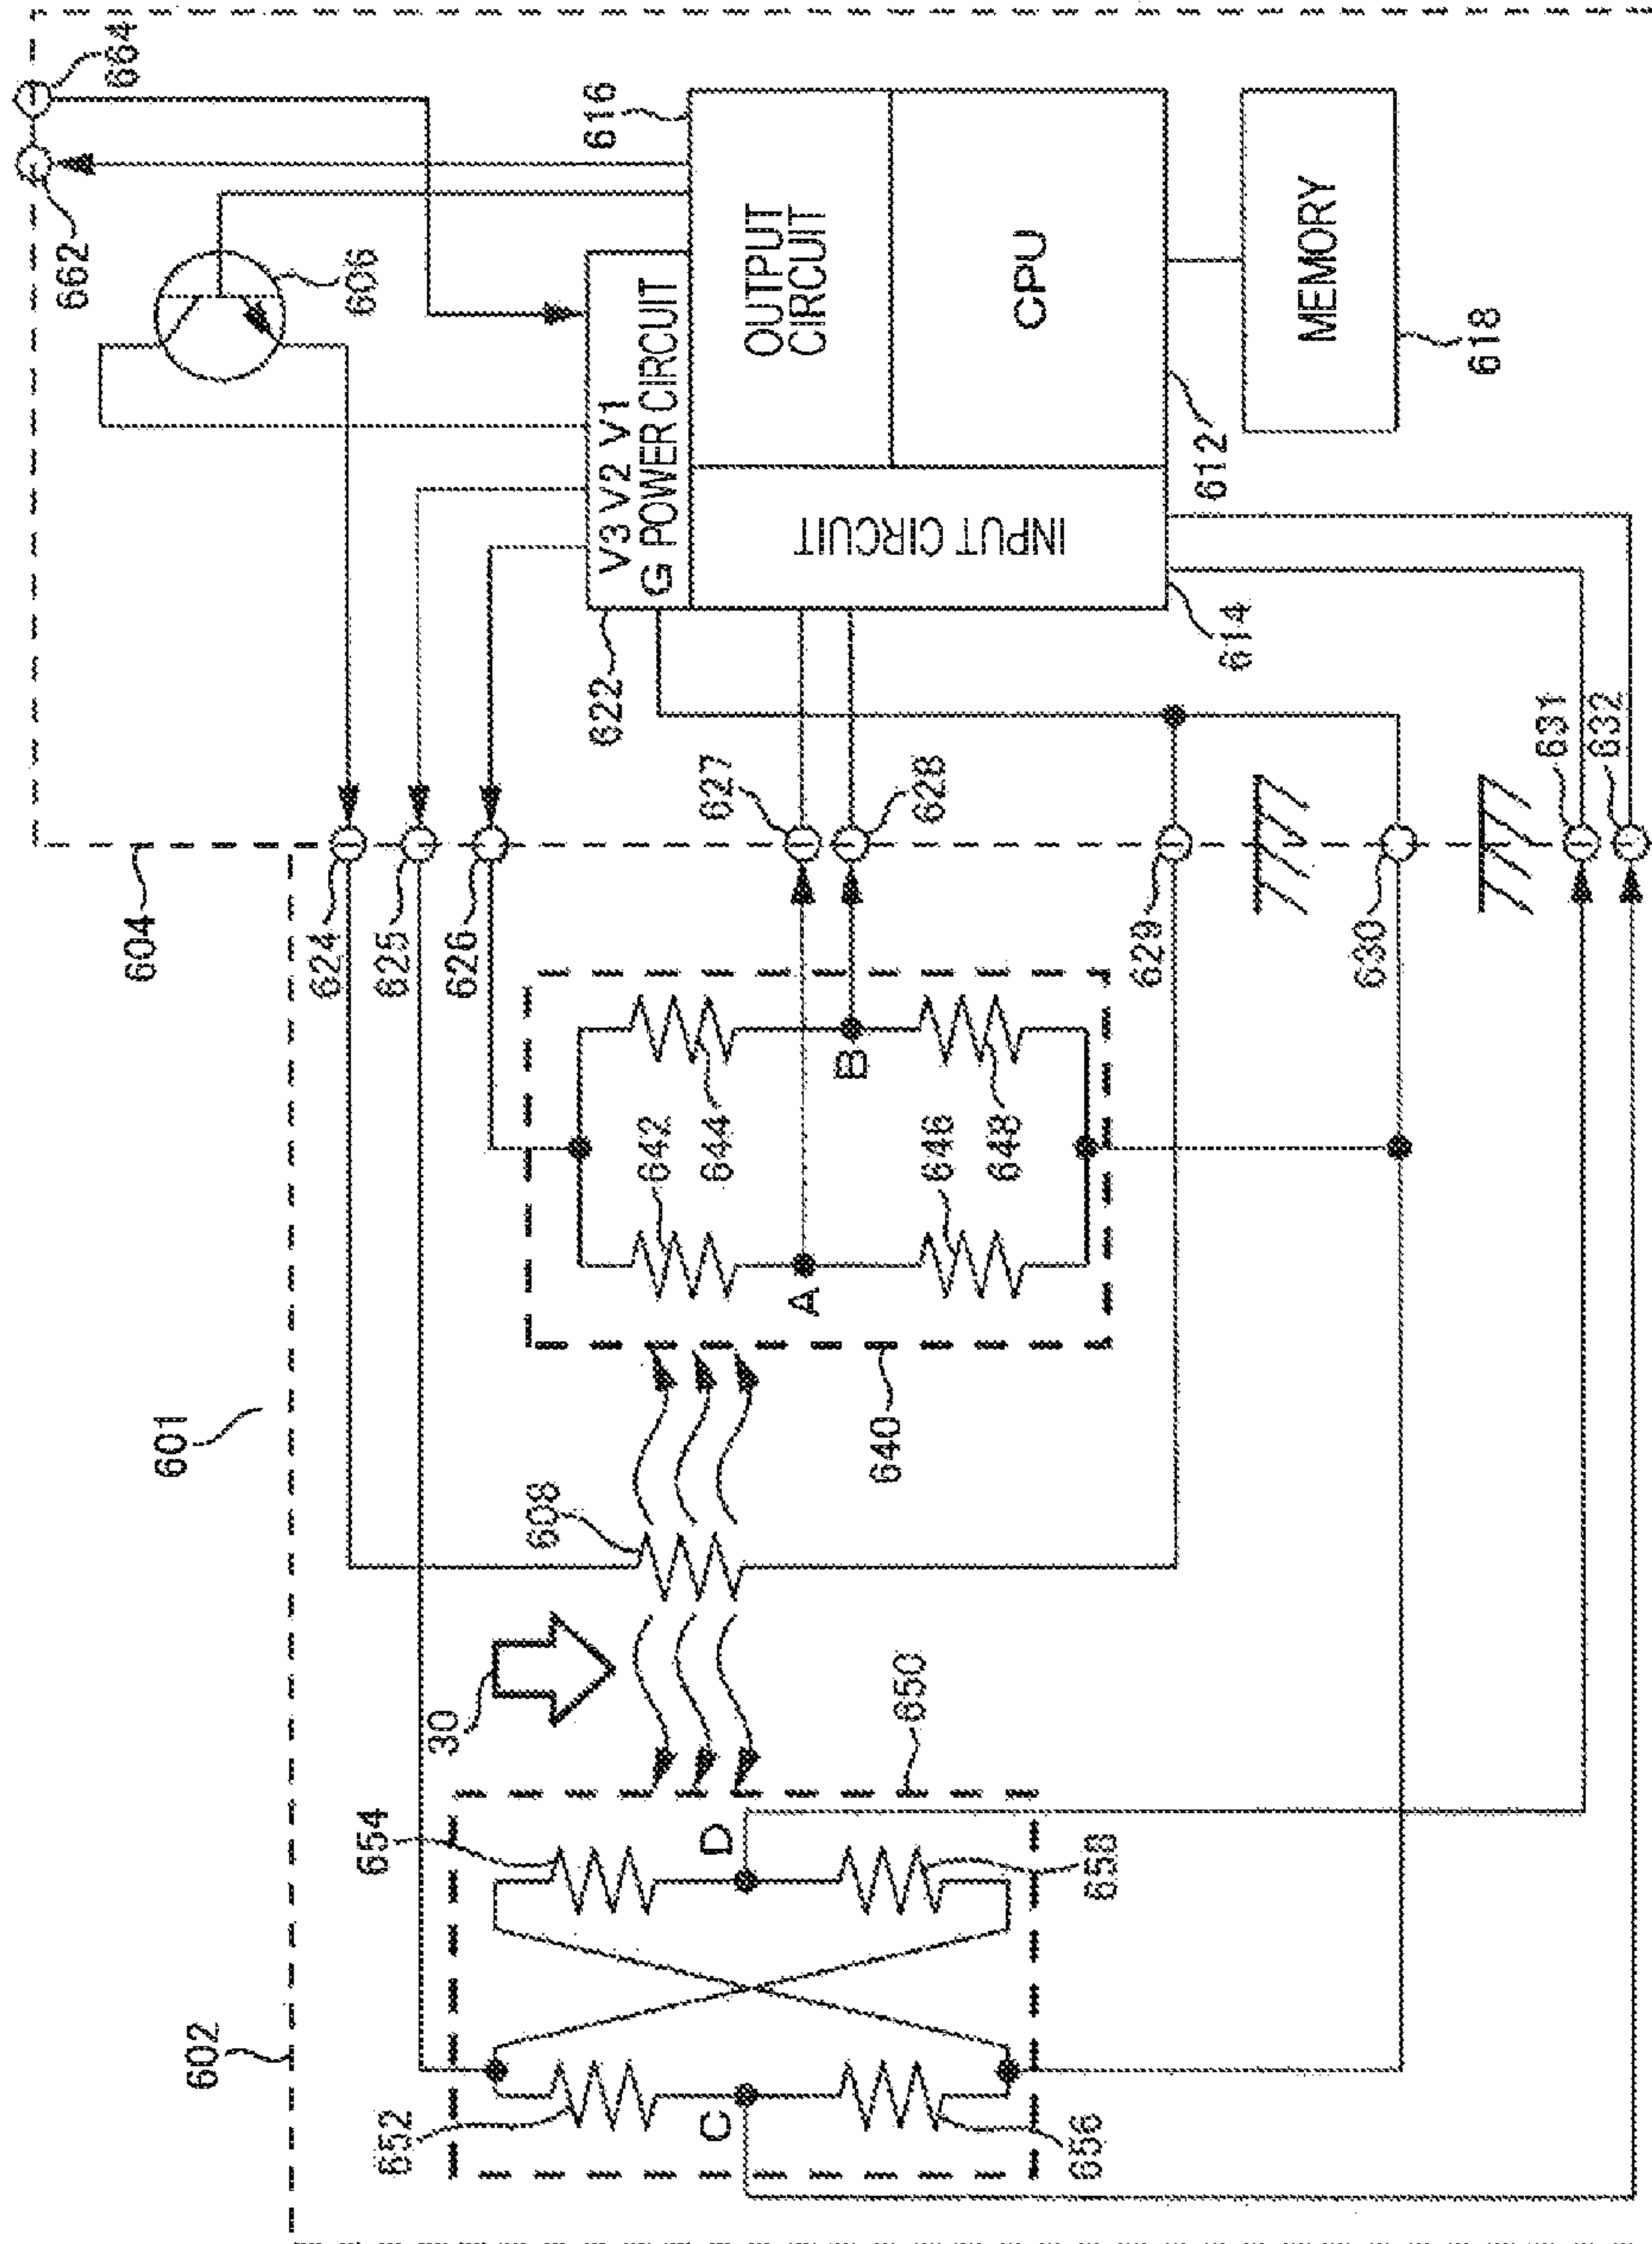 664
662
606
616
OUTPUT
CIRCUIT
CPU
MEMORY
618
V3 V2 V1
G POWER CIRCUIT
INPUT CIRCUIT
612
614
622
604
624
625
626
627
628
629
630
631
632
601
602
608
642
644
646
648
A
B
640
30
650
654
D
658
652
C
656